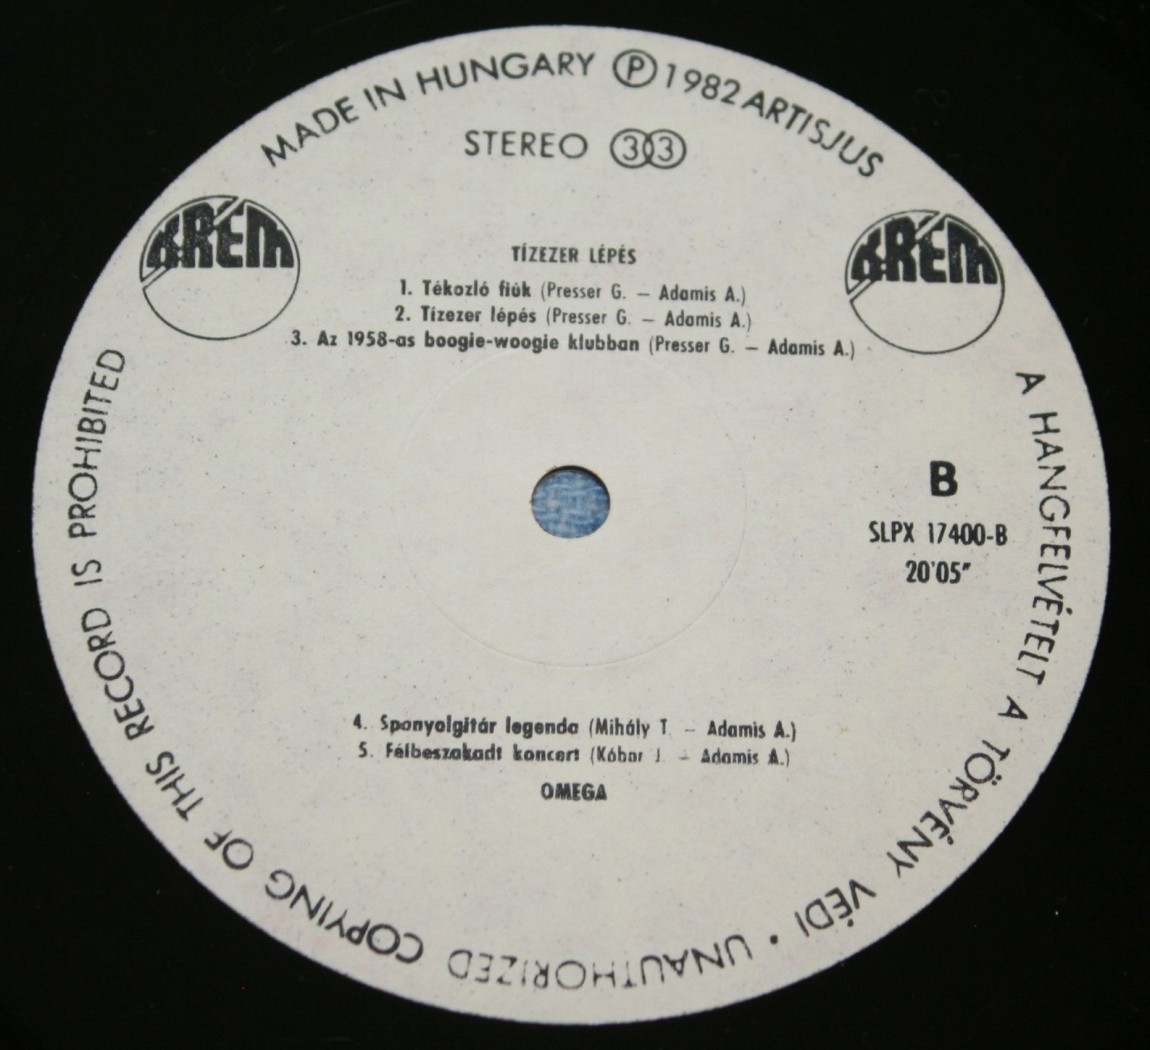 MADE IN HUNGARY Ⓟ 1982 ARTISJUS
STEREO 33
KRÉM
KRÉM
TÍZEZER LÉPÉS
1. Tékozló fiúk (Presser G. – Adamis A.)
2. Tízezer lépés (Presser G. – Adamis A.)
3. Az 1958-as boogie-woogie klubban (Presser G. – Adamis A.)
B
SLPX 17400-B
20'05"
4. Spanyolgitár legenda (Mihály T. – Adamis A.)
5. Félbeszakadt koncert (Kóbor J. – Adamis A.)
OMEGA
A HANGFELVÉTELT A TÖRVÉNY VÉDI • UNAUTHORIZED COPYING OF THIS RECORD IS PROHIBITED